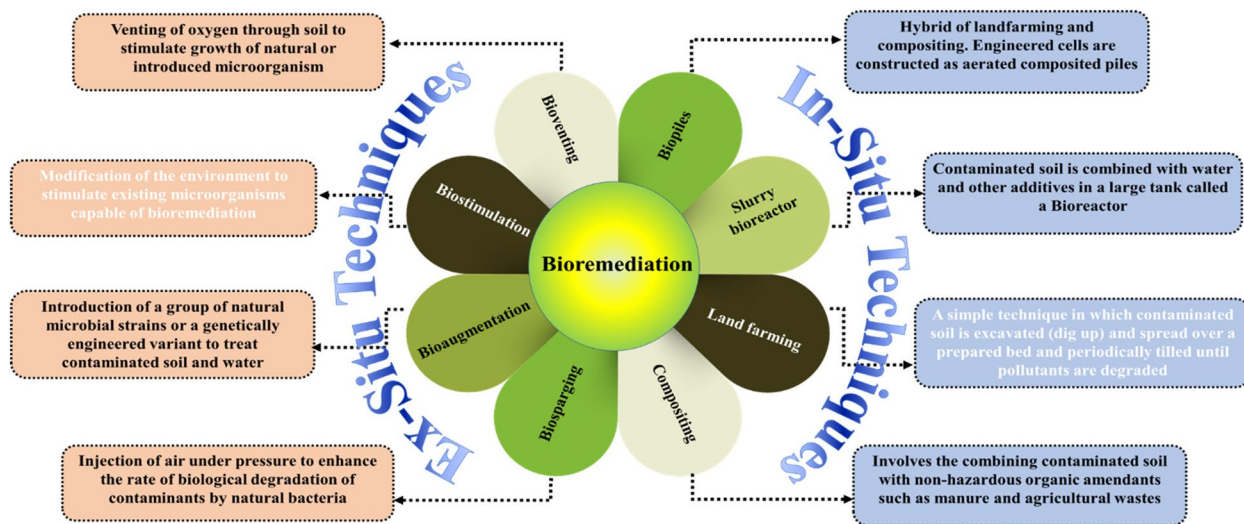 Venting of oxygen through soil to
stimulate growth of natural or
introduced microorganism
Modification of the environment to
stimulate existing microorganisms
capable of bioremediation
Introduction of a group of natural
microbial strains or a genetically
engineered variant to treat
contaminated soil and water
Injection of air under pressure to enhance
the rate of biological degradation of
contaminants by natural bacteria
Ex-Situ Techniques
Bioventing
Biostimulation
Bioaugmentation
Biosparging
Bioremediation
Biopiles
Slurry
bioreactor
Land farming
Compositing
In-Situ Techniques
Hybrid of landfarming and
compositing. Engineered cells are
constructed as aerated composited piles
Contaminated soil is combined with water
and other additives in a large tank called
a Bioreactor
A simple technique in which contaminated
soil is excavated (dig up) and spread over a
prepared bed and periodically tilled until
pollutants are degraded
Involves the combining contaminated soil
with non-hazardous organic amendants
such as manure and agricultural wastes